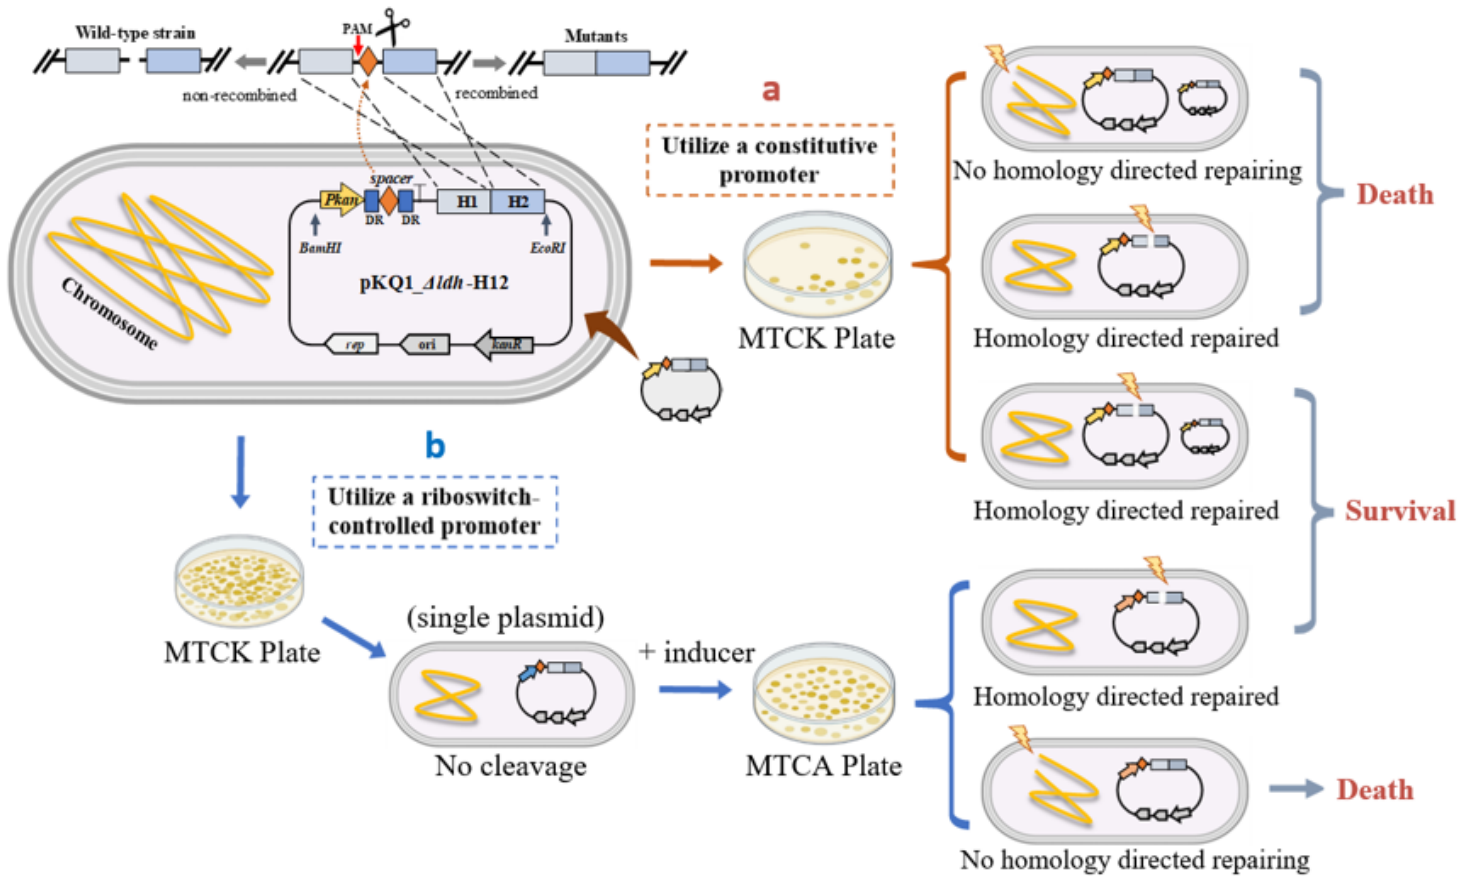 Wild-type strain
PAM
Mutants
non-recombined
recombined
a
Utilize a constitutive
promoter
No homology directed repairing
Death
spacer
Pkan
DR
DR
H1
H2
BamHI
EcoRI
pKQ1_Δldh-H12
Chromosome
rep
ori
kanR
MTCK Plate
Homology directed repaired
b
Utilize a riboswitch-
controlled promoter
Homology directed repaired
Survival
MTCK Plate
(single plasmid)
+ inducer
No cleavage
MTCA Plate
Homology directed repaired
Death
No homology directed repairing